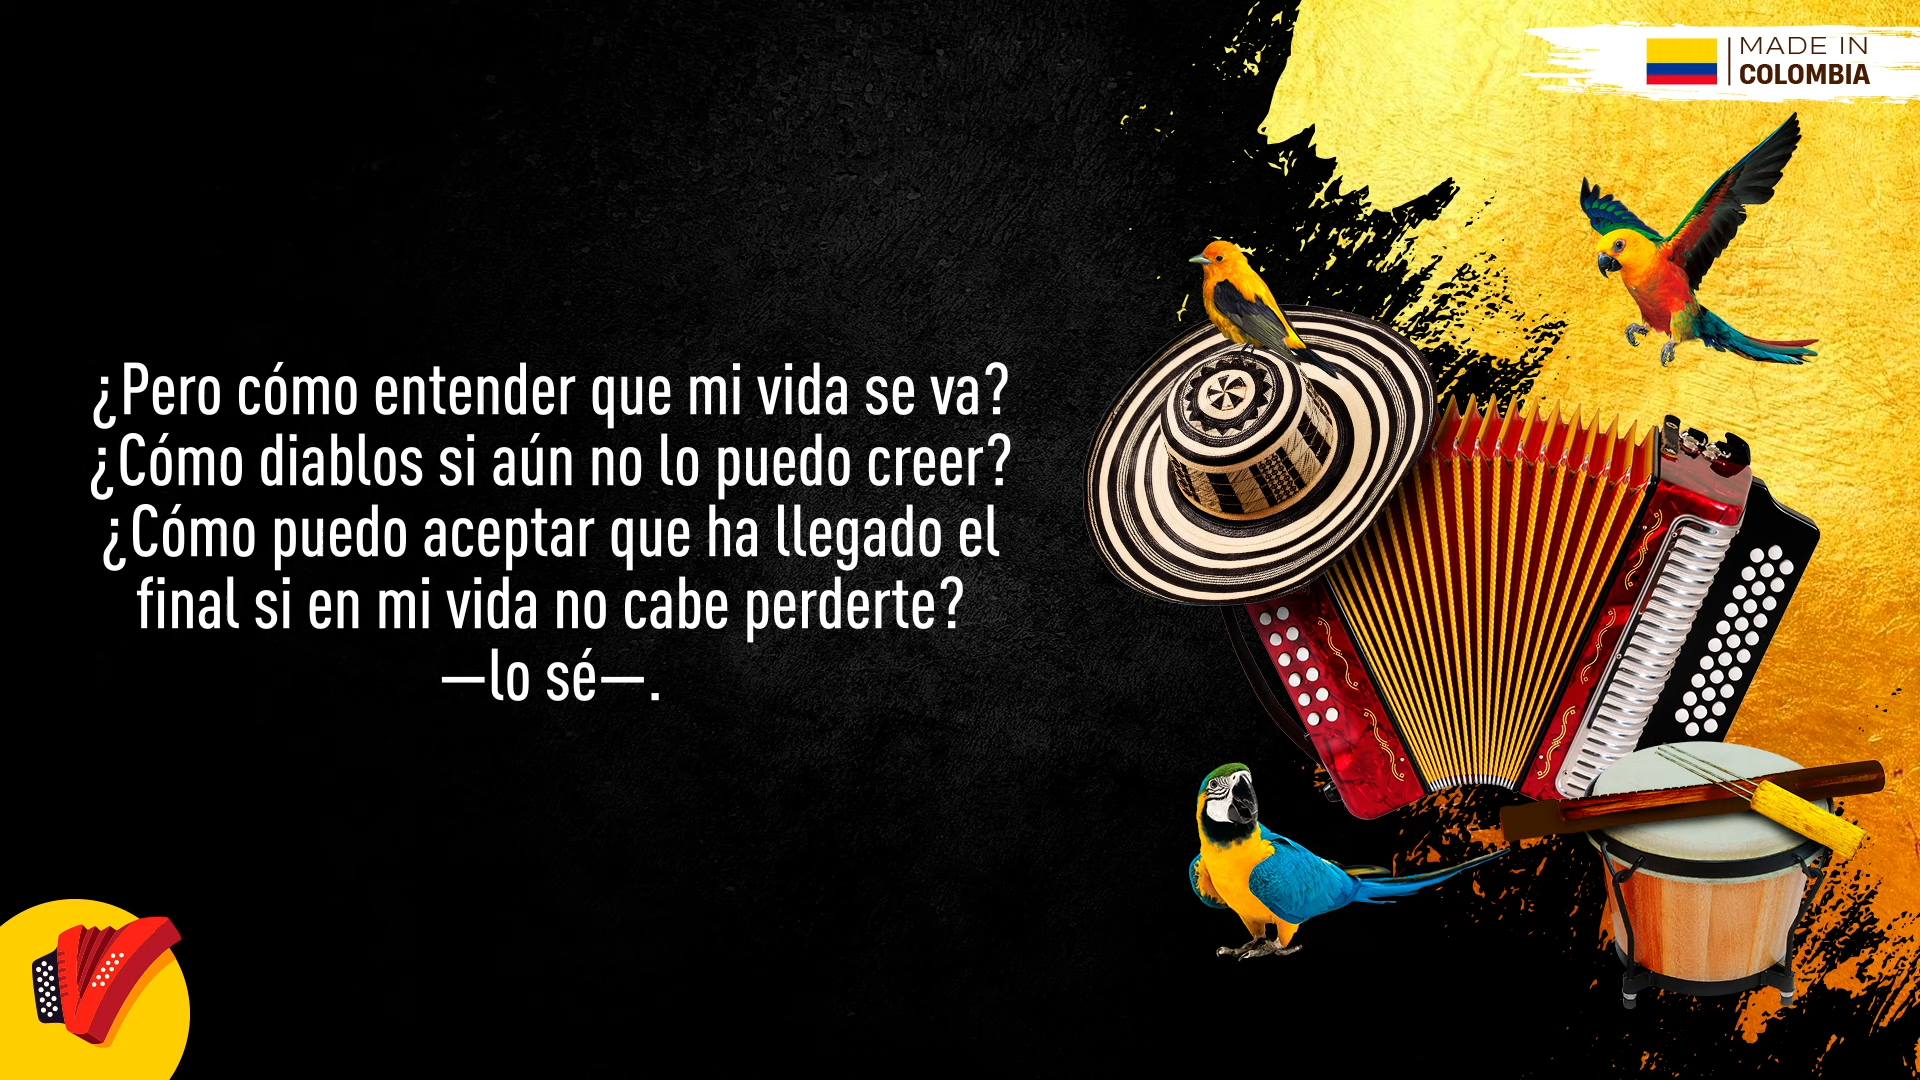 MADE IN
COLOMBIA
¿Pero cómo entender que mi vida se va?
¿Cómo diablos si aún no lo puedo creer?
¿Cómo puedo aceptar que ha llegado el
final si en mi vida no cabe perderte?
—lo sé—.